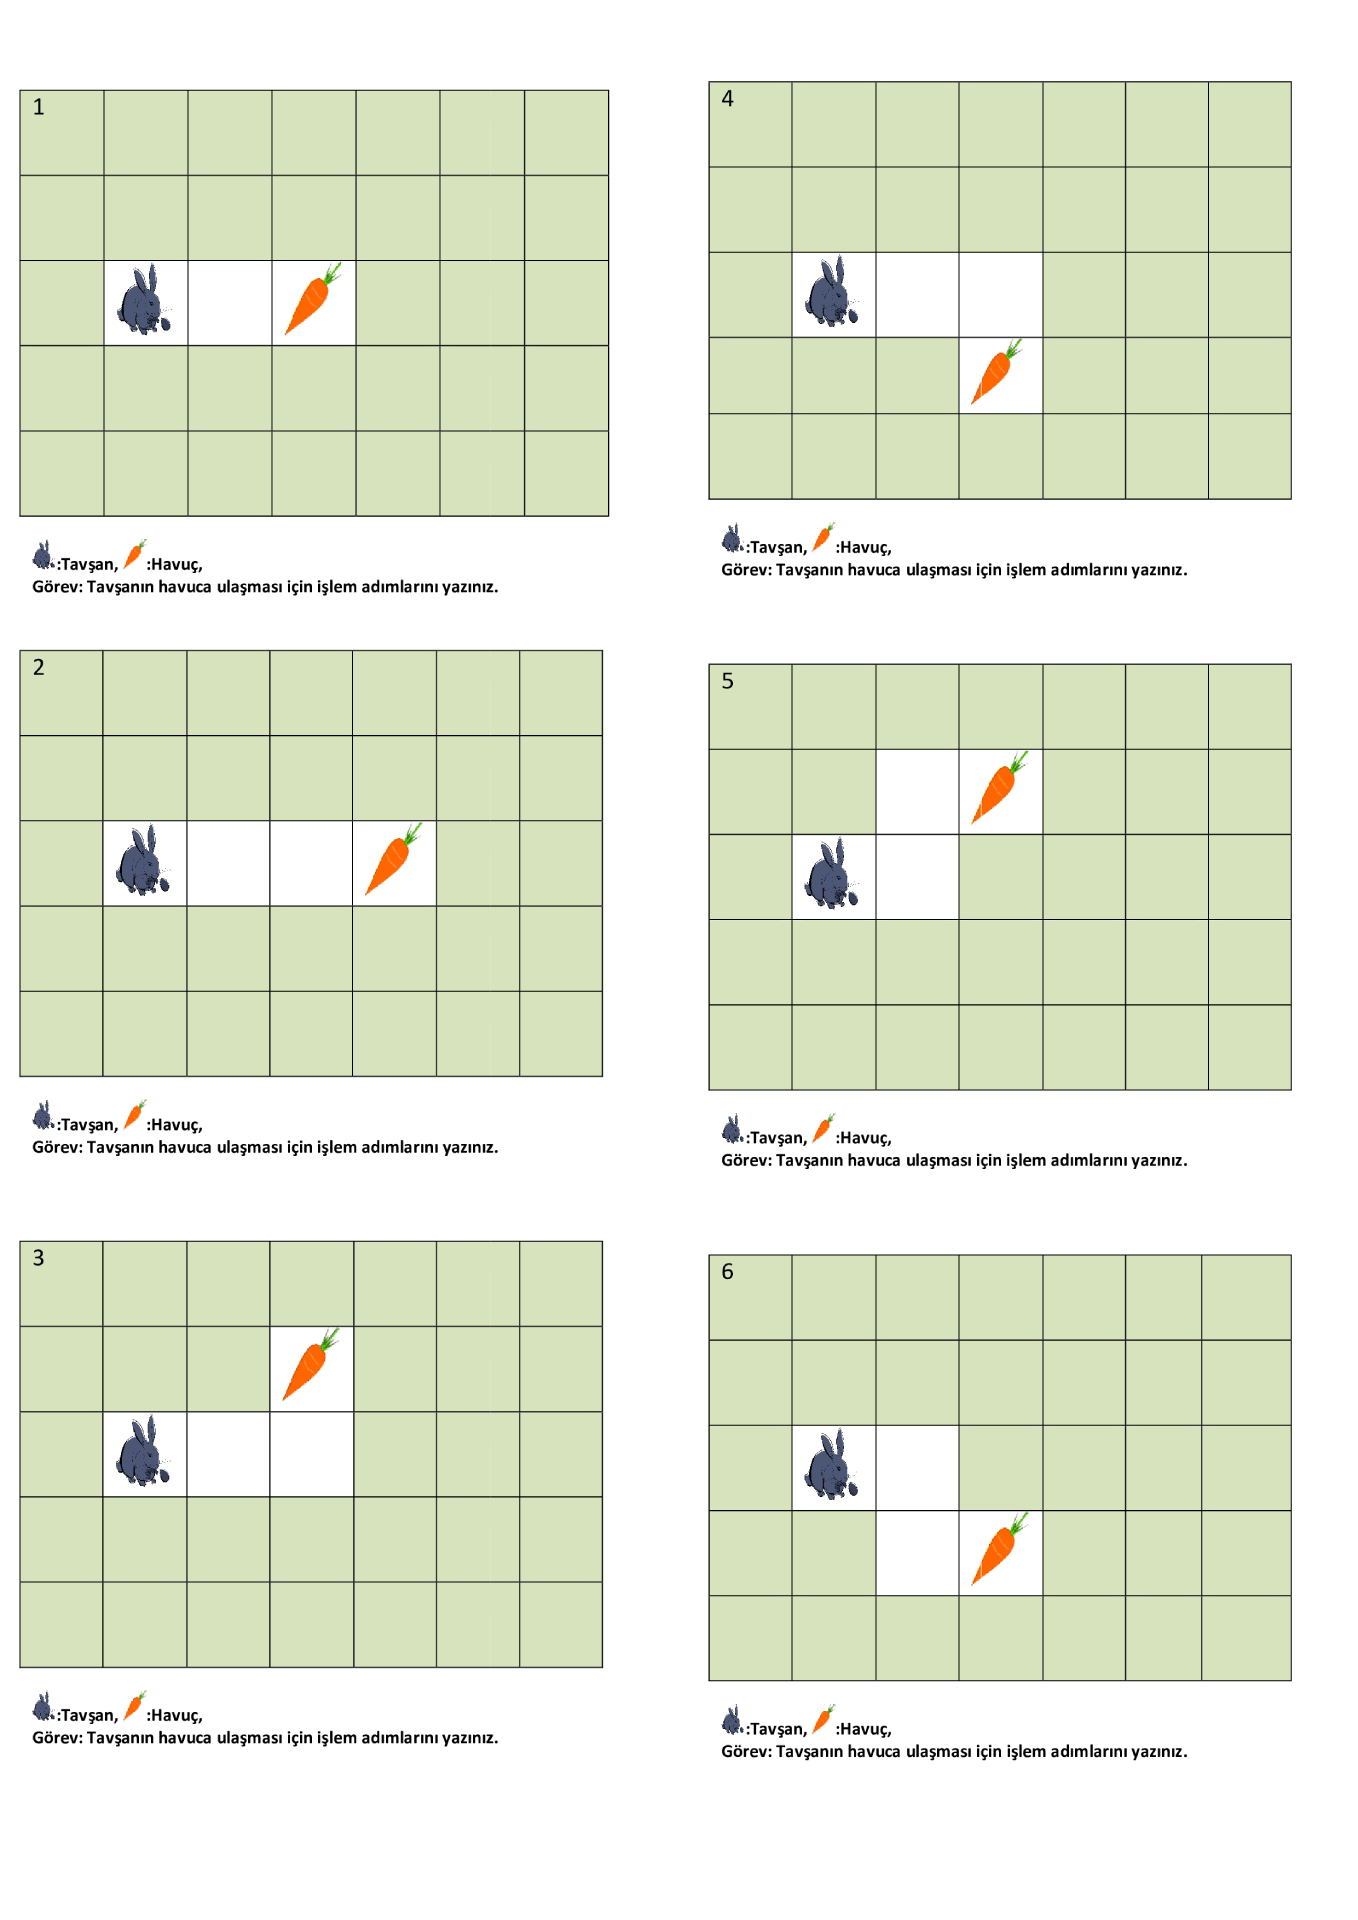 1
:Tavşan, :Havuç,
Görev: Tavşanın havuca ulaşması için işlem adımlarını yazınız.
2
:Tavşan, :Havuç,
Görev: Tavşanın havuca ulaşması için işlem adımlarını yazınız.
3
:Tavşan, :Havuç,
Görev: Tavşanın havuca ulaşması için işlem adımlarını yazınız.
4
:Tavşan, :Havuç,
Görev: Tavşanın havuca ulaşması için işlem adımlarını yazınız.
5
:Tavşan, :Havuç,
Görev: Tavşanın havuca ulaşması için işlem adımlarını yazınız.
6
:Tavşan, :Havuç,
Görev: Tavşanın havuca ulaşması için işlem adımlarını yazınız.